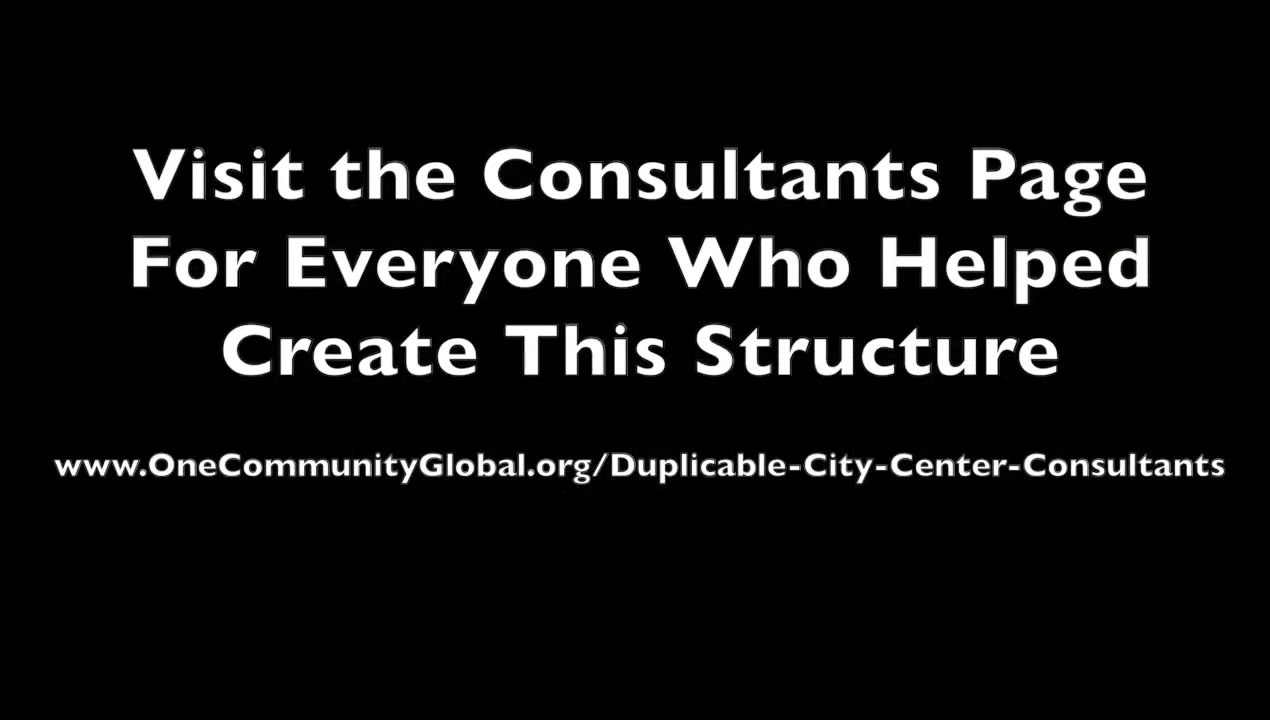 Visit the Consultants Page
For Everyone Who Helped
Create This Structure
www.OneCommunityGlobal.org/Duplicable-City-Center-Consultants